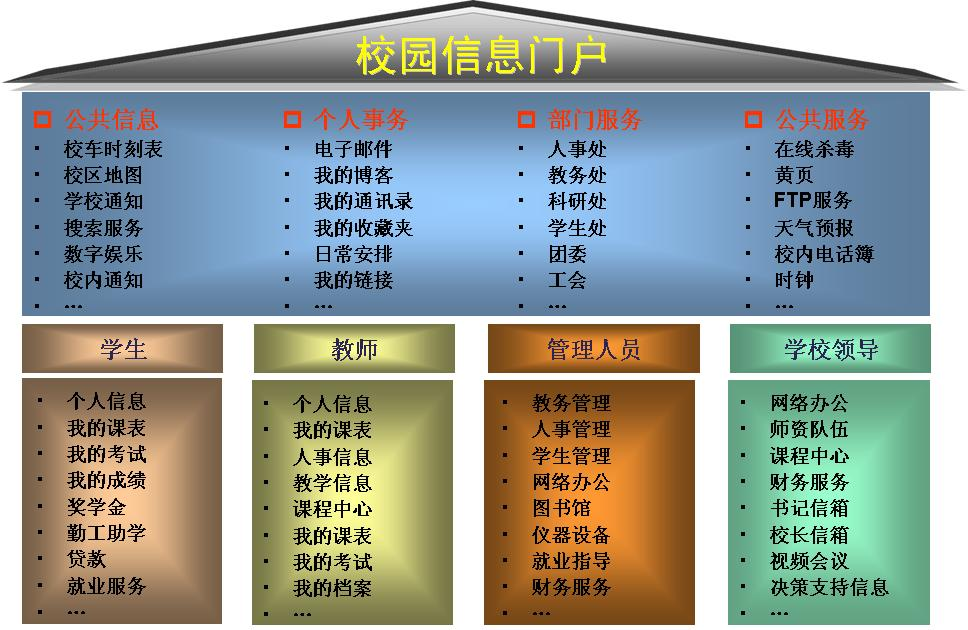 校园信息门户
公共信息
校车时刻表
校区地图
学校通知
搜索服务
数字娱乐
校内通知
…
个人事务
电子邮件
我的博客
我的通讯录
我的收藏夹
日常安排
我的链接
…
部门服务
人事处
教务处
科研处
学生处
团委
工会
…
公共服务
在线杀毒
黄页
FTP服务
天气预报
校内电话簿
时钟
…
学生
个人信息
我的课表
我的考试
我的成绩
奖学金
勤工助学
贷款
就业服务
…
教师
个人信息
我的课表
人事信息
教学信息
课程中心
我的课表
我的考试
我的档案
…
管理人员
教务管理
人事管理
学生管理
网络办公
图书馆
仪器设备
就业指导
财务服务
…
学校领导
网络办公
师资队伍
课程中心
财务服务
书记信箱
校长信箱
视频会议
决策支持信息
…